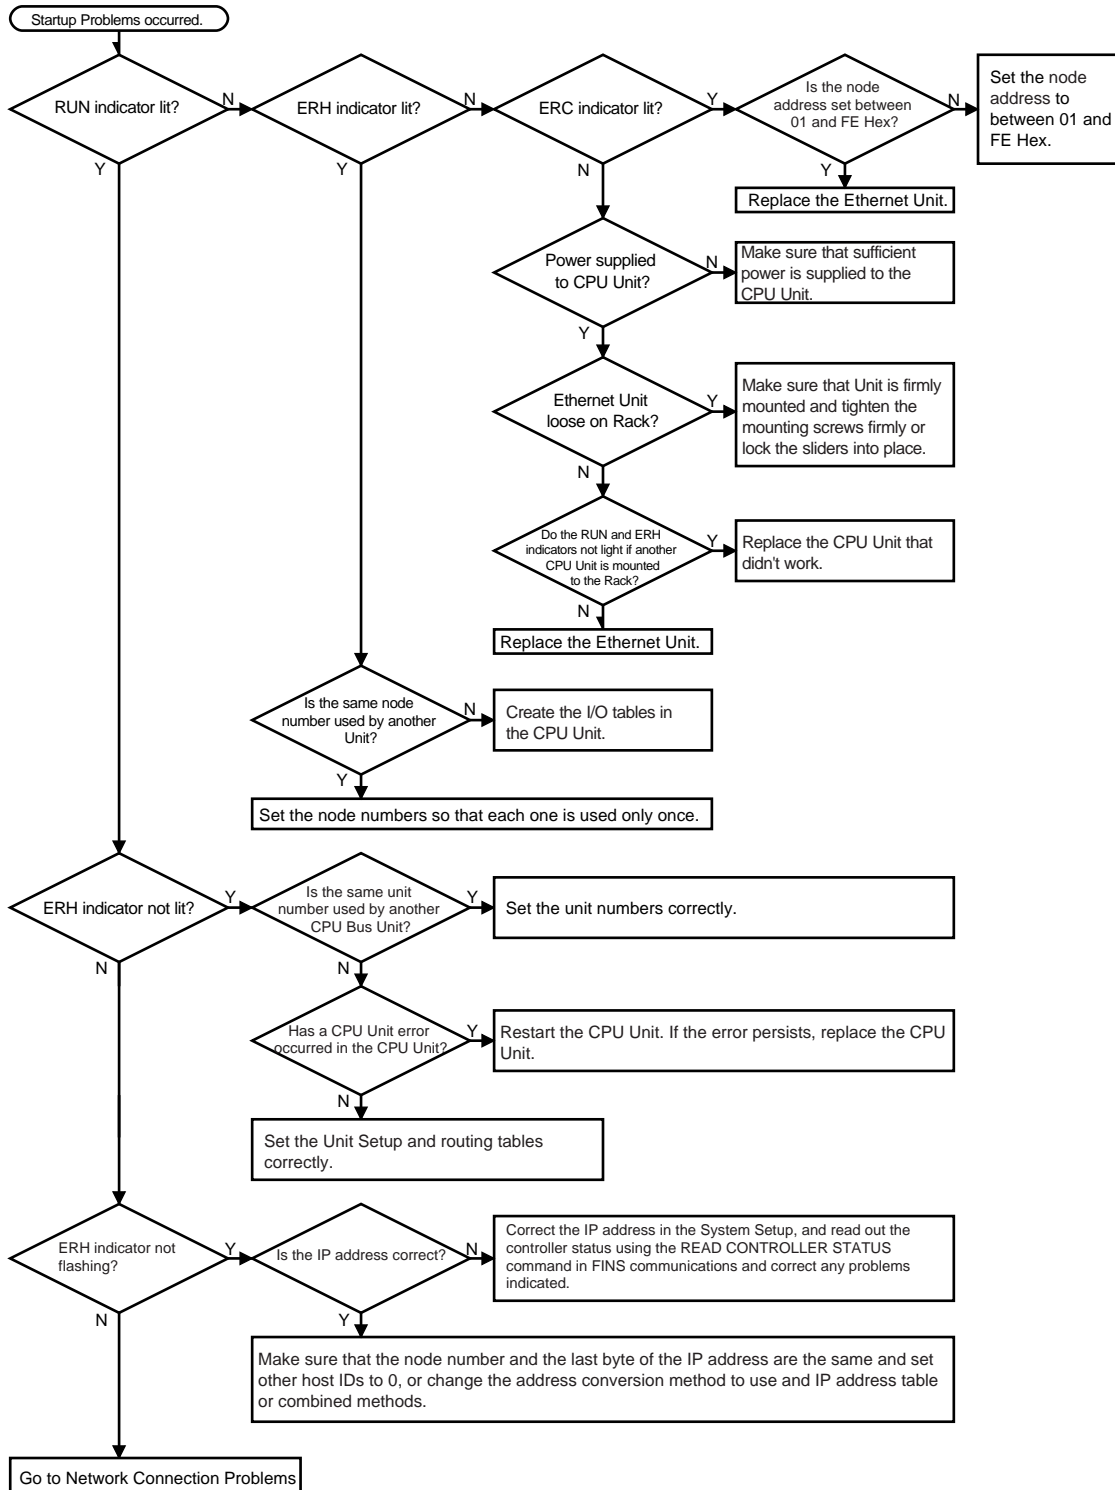 Startup Problems occurred.
RUN indicator lit?
N
Y
ERH indicator lit?
N
Y
ERC indicator lit?
Y
N
Is the node
address set between
01 and FE Hex?
N
Y
Set the node
address to
between 01 and
FE Hex.
Replace the Ethernet Unit.
Power supplied
to CPU Unit?
N
Y
Make sure that sufficient
power is supplied to the
CPU Unit.
Ethernet Unit
loose on Rack?
Y
N
Make sure that Unit is firmly
mounted and tighten the
mounting screws firmly or
lock the sliders into place.
Do the RUN and ERH
indicators not light if another
CPU Unit is mounted
to the Rack?
Y
N
Replace the CPU Unit that
didn't work.
Replace the Ethernet Unit.
Is the same node
number used by another
Unit?
N
Y
Create the I/O tables in
the CPU Unit.
Set the node numbers so that each one is used only once.
ERH indicator not lit?
Y
N
Is the same unit
number used by another
CPU Bus Unit?
Y
N
Set the unit numbers correctly.
Has a CPU Unit error
occurred in the CPU Unit?
Y
N
Restart the CPU Unit. If the error persists, replace the CPU
Unit.
Set the Unit Setup and routing tables
correctly.
ERH indicator not
flashing?
Y
N
Is the IP address correct?
N
Y
Correct the IP address in the System Setup, and read out the
controller status using the READ CONTROLLER STATUS
command in FINS communications and correct any problems
indicated.
Make sure that the node number and the last byte of the IP address are the same and set
other host IDs to 0, or change the address conversion method to use and IP address table
or combined methods.
Go to Network Connection Problems